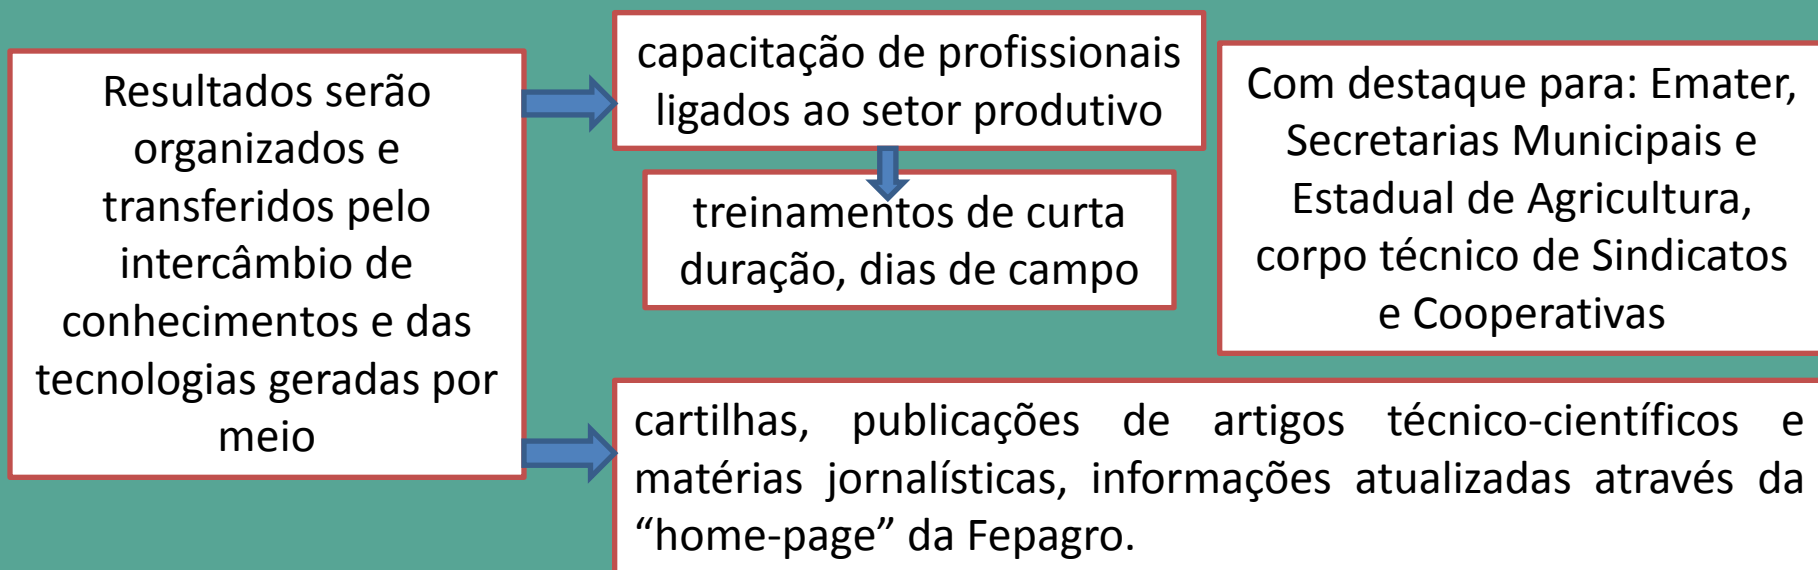 Resultados serão
organizados e
transferidos pelo
intercâmbio de
conhecimentos e das
tecnologias geradas por
meio
capacitação de profissionais
ligados ao setor produtivo
treinamentos de curta
duração, dias de campo
Com destaque para: Emater,
Secretarias Municipais e
Estadual de Agricultura,
corpo técnico de Sindicatos
e Cooperativas
cartilhas, publicações de artigos técnico-científicos e
matérias jornalísticas, informações atualizadas através da
“home-page” da Fepagro.